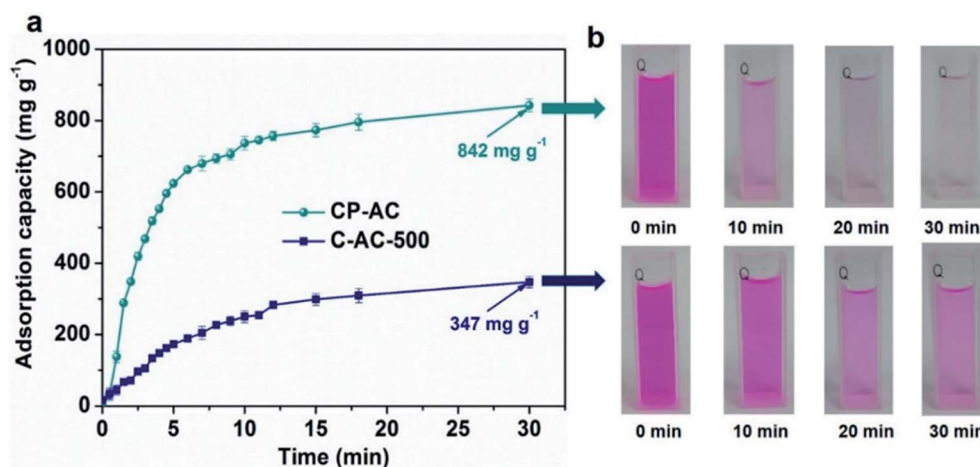 a
1000
800
600
400
200
0
Adsorption capacity (mg g⁻¹)
842 mg g⁻¹
CP-AC
C-AC-500
347 mg g⁻¹
0 5 10 15 20 25 30
Time (min)
b
Q Q Q Q
0 min 10 min 20 min 30 min
Q Q Q Q
0 min 10 min 20 min 30 min